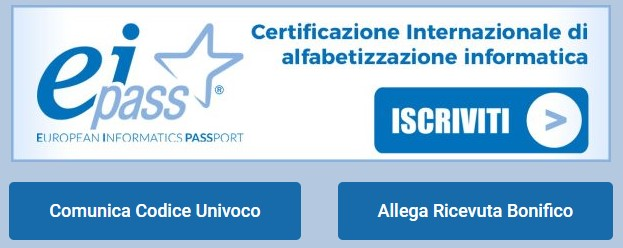 Certificazione Internazionale di
alfabetizzazione informatica
ei
pass®
EUROPEAN INFORMATICS PASSPORT
ISCRIVITI >
Comunica Codice Univoco
Allega Ricevuta Bonifico